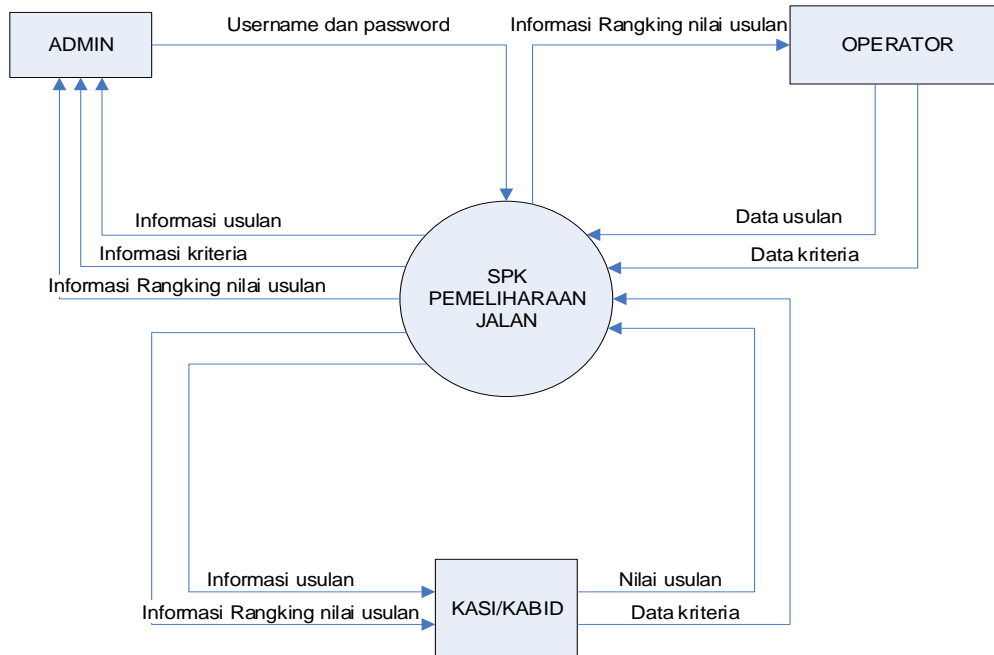 Username dan password
Informasi Rangking nilai usulan
ADMIN
OPERATOR
Informasi usulan
Data usulan
Informasi kriteria
Data kriteria
Informasi Rangking nilai usulan
SPK
PEMELIHARAAN
JALAN
Informasi usulan
Nilai usulan
KASI/KABID
Informasi Rangking nilai usulan
Data kriteria